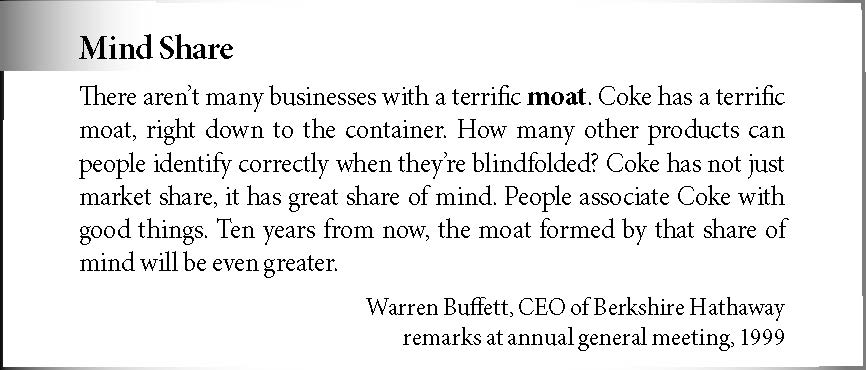 Mind Share
There aren’t many businesses with a terrific moat. Coke has a terrific
moat, right down to the container. How many other products can
people identify correctly when they’re blindfolded? Coke has not just
market share, it has great share of mind. People associate Coke with
good things. Ten years from now, the moat formed by that share of
mind will be even greater.
Warren Buffett, CEO of Berkshire Hathaway
remarks at annual general meeting, 1999